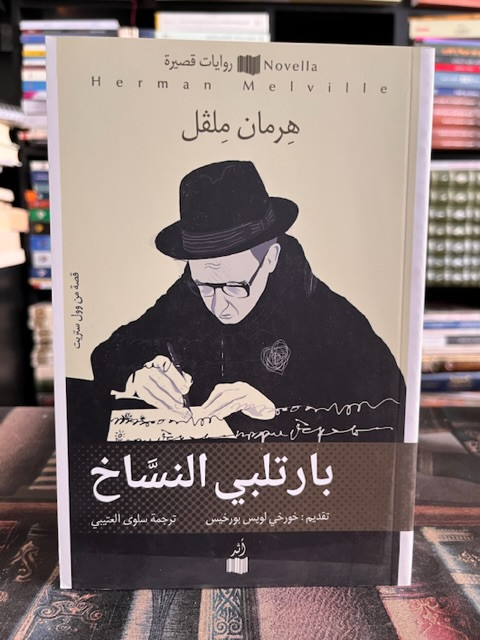 روايات قصيرة Novella
Herman Melville
هِرمان مِلڤل
قصة من وول ستريت
بارتلبي النسَّاخ
تقديم : خورخي لويس بورخيس ترجمة سلوى العتيبي
أثر